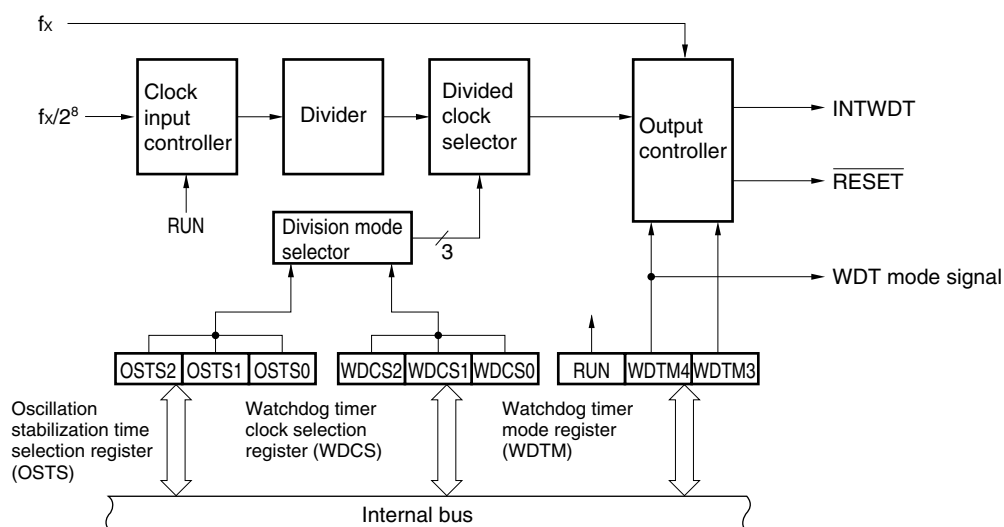 fX
fX/2⁸
Clock
input
controller
RUN
Divider
Divided
clock
selector
Output
controller
INTWDT
RESET
WDT mode signal
Division mode
selector
3
OSTS2 OSTS1 OSTS0
WDCS2 WDCS1 WDCS0
RUN WDTM4 WDTM3
Oscillation
stabilization time
selection register
(OSTS)
Watchdog timer
clock selection
register (WDCS)
Watchdog timer
mode register
(WDTM)
Internal bus